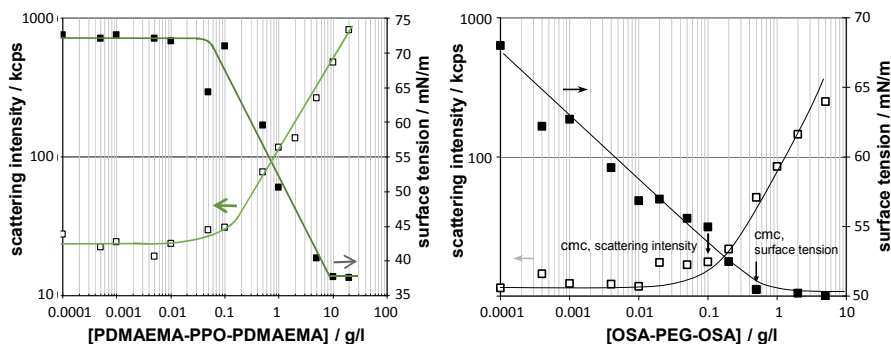 1000
100
10
scattering intensity / kcps
75
70
65
60
55
50
45
40
35
surface tension / mN/m
0.0001 0.001 0.01 0.1 1 10 100
[PDMAEMA-PPO-PDMAEMA] / g/l
1000
100
10
scattering intensity / kcps
70
65
60
55
50
surface tension / mN/m
cmc, scattering intensity
cmc,
surface tension
0.0001 0.001 0.01 0.1 1 10
[OSA-PEG-OSA] / g/l